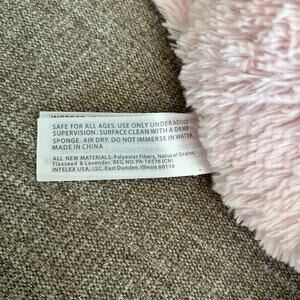 SAFE FOR ALL AGES. USE ONLY UNDER ADULT
SUPERVISION. SURFACE CLEAN WITH A DAMP
SPONGE. AIR DRY. DO NOT IMMERSE IN WATER
MADE IN CHINA
ALL NEW MATERIALS: Polyester Fibers, Natural Grains,
Flaxseed & Lavender. REG.NO.PA-16576(CN)
INTELEX USA, LLC. East Dundee, Illinois 60118